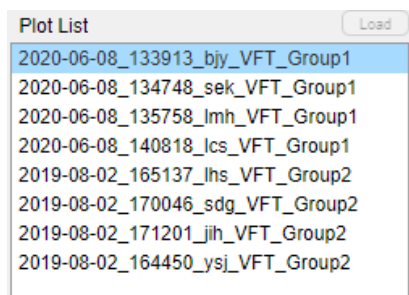 Plot List
Load
2020-06-08_133913_bjy_VFT_Group1
2020-06-08_134748_sek_VFT_Group1
2020-06-08_135758_lmh_VFT_Group1
2020-06-08_140818_lcs_VFT_Group1
2019-08-02_165137_lhs_VFT_Group2
2019-08-02_170046_sdg_VFT_Group2
2019-08-02_171201_jih_VFT_Group2
2019-08-02_164450_ysj_VFT_Group2